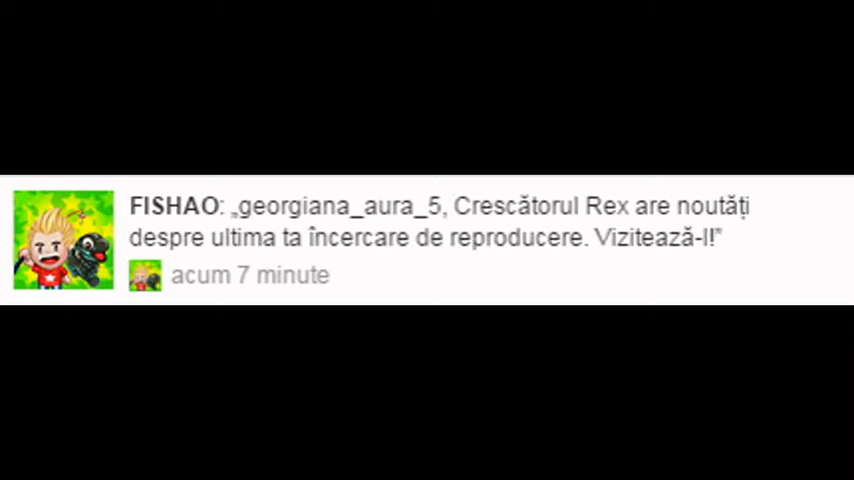 FISHAO: „georgiana_aura_5, Crescătorul Rex are noutăți
despre ultima ta încercare de reproducere. Vizitează-l!”
acum 7 minute